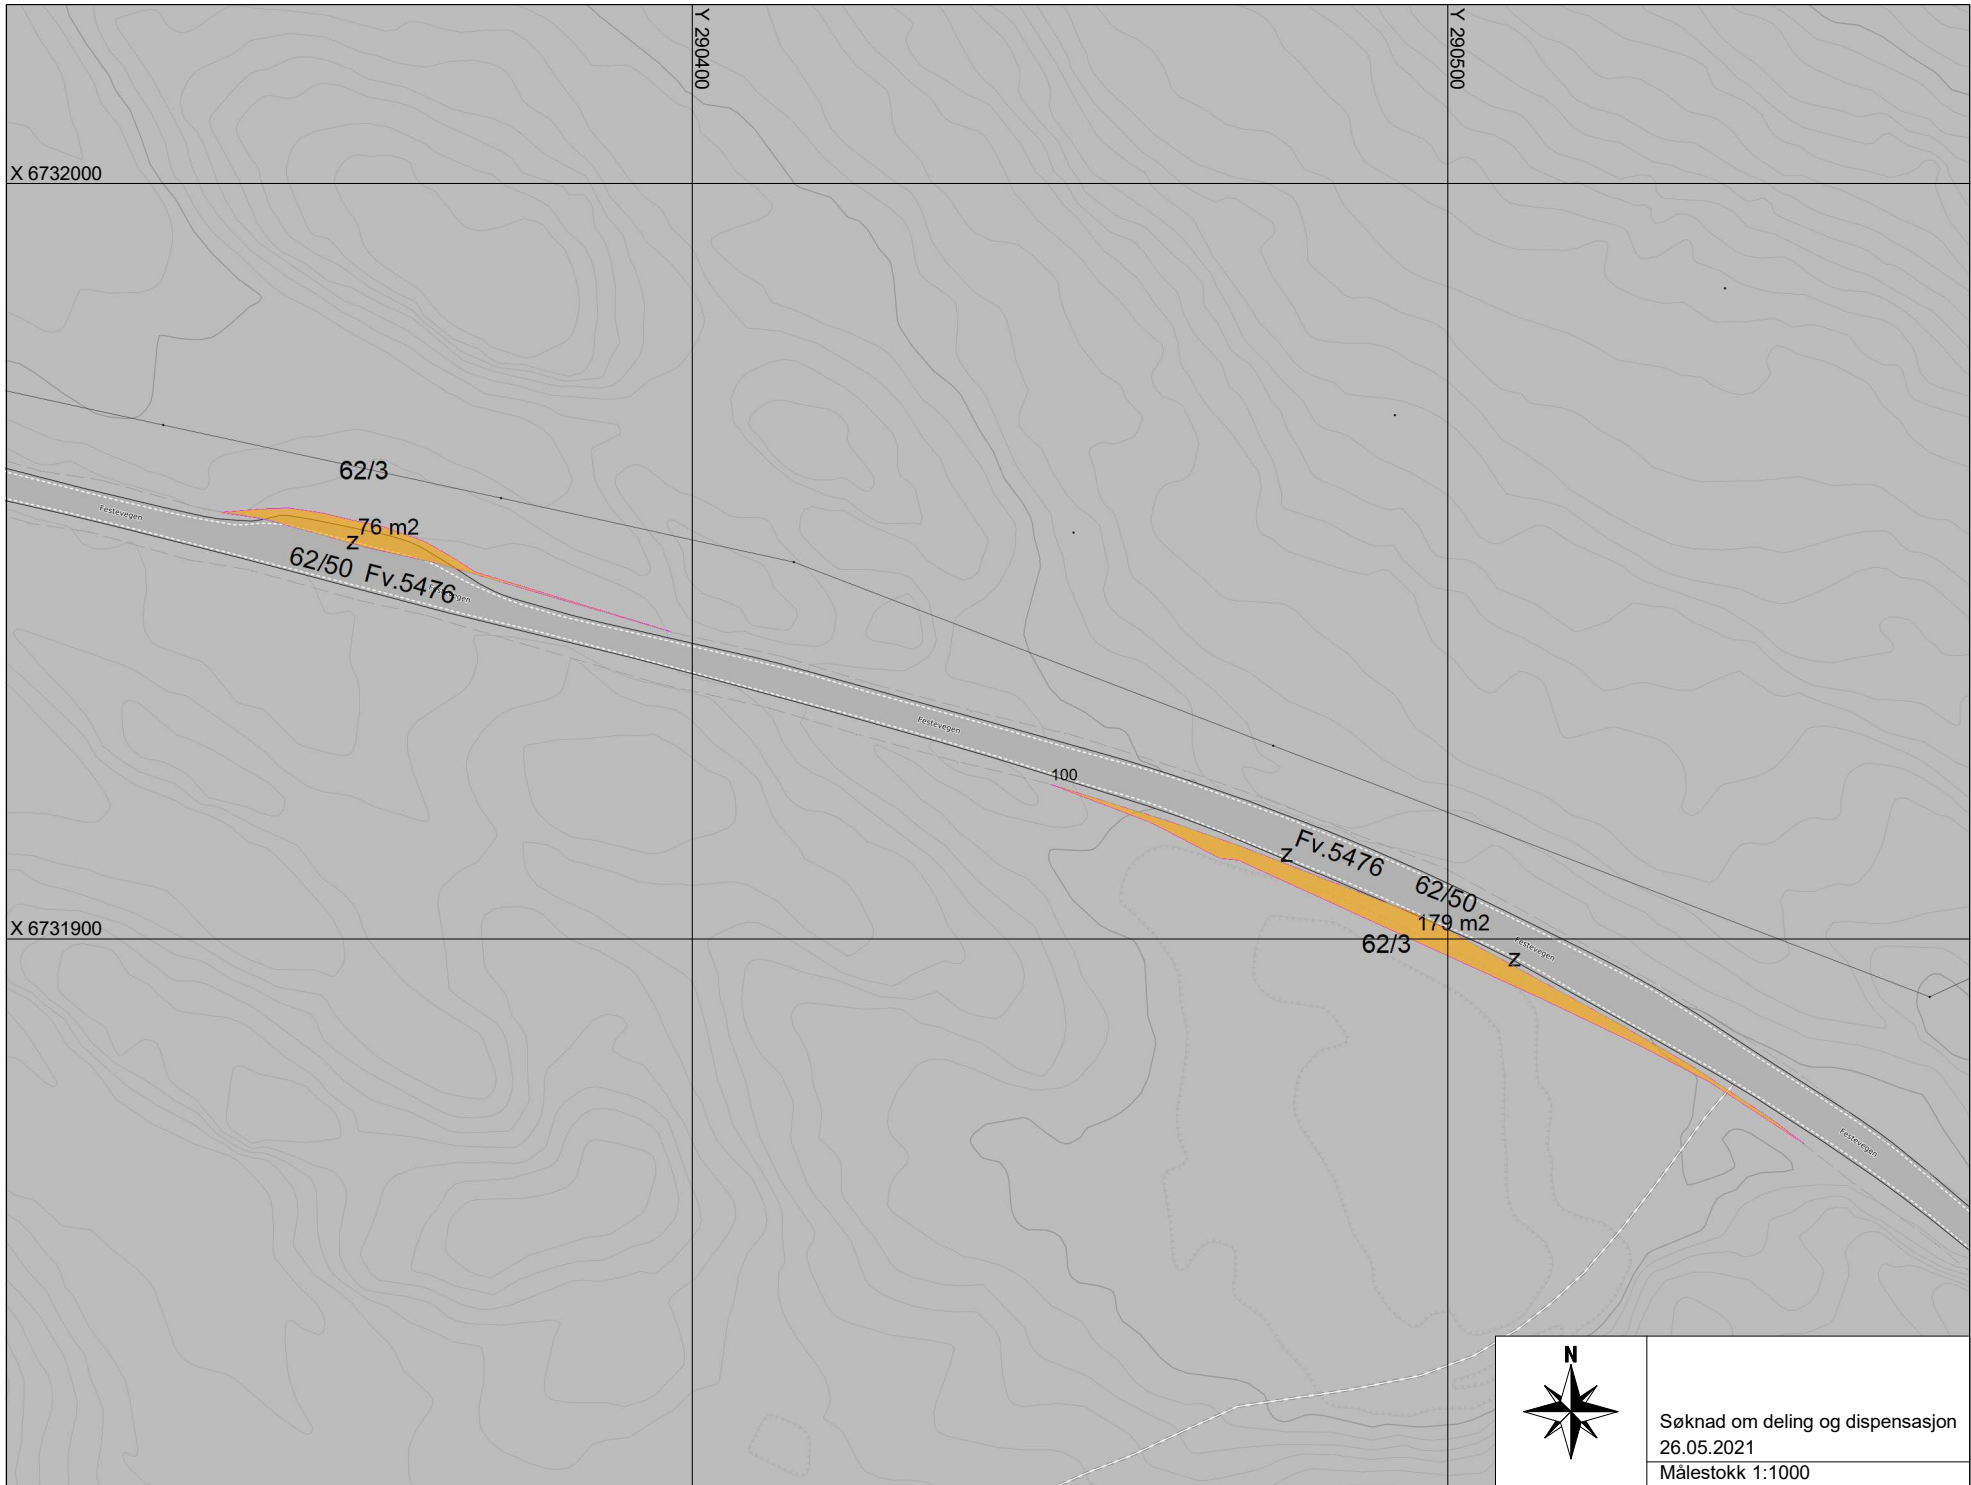 Y 290400
Y 290500
X 6732000
62/3
Festevegen
76 m2
z
62/50 Fv.5476
Festevegen
100
Fv.5476
z
62/50
179 m2
X 6731900
62/3
Festevegen
z
Festevegen
N
Søknad om deling og dispensasjon
26.05.2021
Målestokk 1:1000